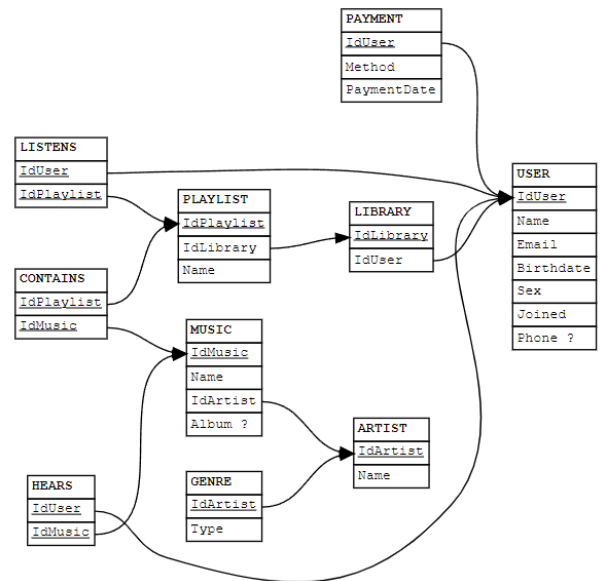 PAYMENT
IdUser
Method
PaymentDate
LISTENS
IdUser
IdPlaylist
PLAYLIST
IdPlaylist
IdLibrary
Name
LIBRARY
IdLibrary
IdUser
USER
IdUser
Name
Email
Birthdate
Sex
Joined
Phone ?
CONTAINS
IdPlaylist
IdMusic
MUSIC
IdMusic
Name
IdArtist
Album ?
ARTIST
IdArtist
Name
HEARS
IdUser
IdMusic
GENRE
IdArtist
Type